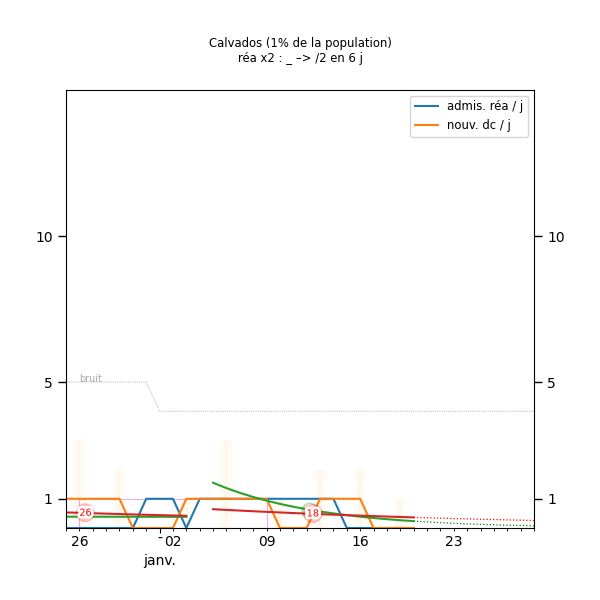 Calvados (1% de la population)
réa x2 : _ –> /2 en 6 j
admis. réa / j
nouv. dc / j
10
10
5
5
bruit
1
1
26
18
26
02
09
16
23
janv.